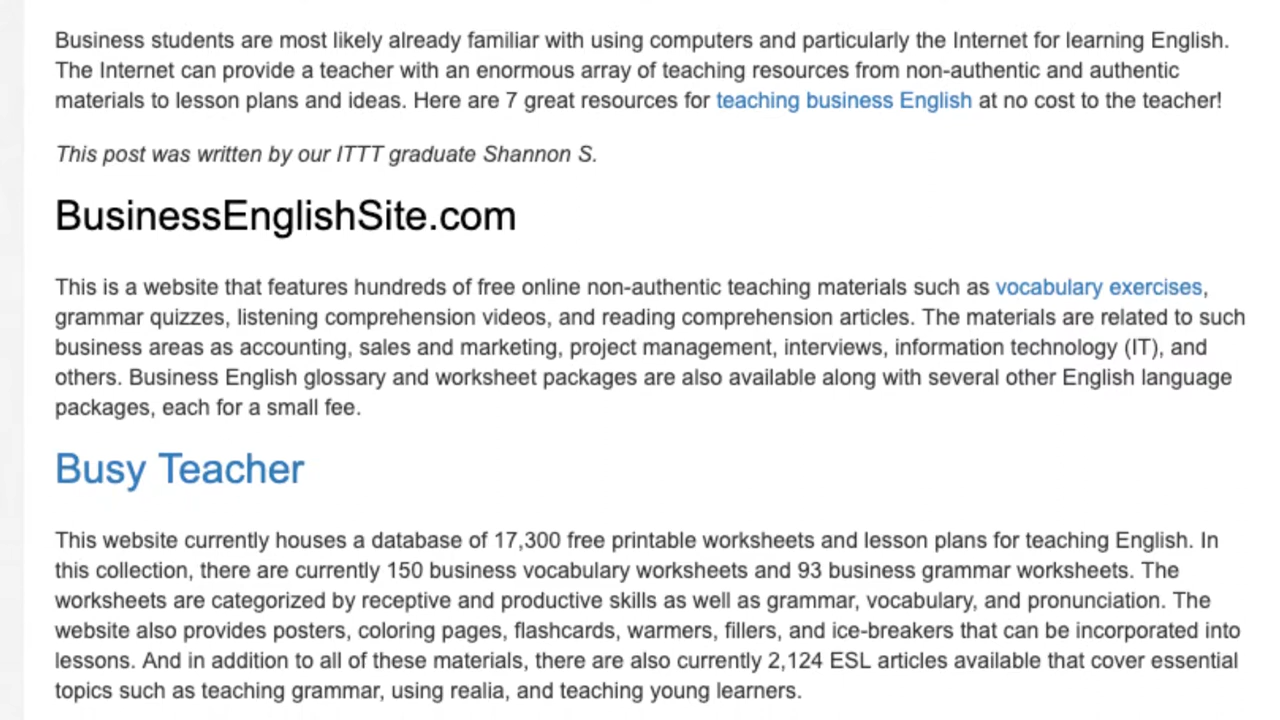 Business students are most likely already familiar with using computers and particularly the Internet for learning English.
The Internet can provide a teacher with an enormous array of teaching resources from non-authentic and authentic
materials to lesson plans and ideas. Here are 7 great resources for teaching business English at no cost to the teacher!
This post was written by our ITTT graduate Shannon S.
BusinessEnglishSite.com
This is a website that features hundreds of free online non-authentic teaching materials such as vocabulary exercises,
grammar quizzes, listening comprehension videos, and reading comprehension articles. The materials are related to such
business areas as accounting, sales and marketing, project management, interviews, information technology (IT), and
others. Business English glossary and worksheet packages are also available along with several other English language
packages, each for a small fee.
Busy Teacher
This website currently houses a database of 17,300 free printable worksheets and lesson plans for teaching English. In
this collection, there are currently 150 business vocabulary worksheets and 93 business grammar worksheets. The
worksheets are categorized by receptive and productive skills as well as grammar, vocabulary, and pronunciation. The
website also provides posters, coloring pages, flashcards, warmers, fillers, and ice-breakers that can be incorporated into
lessons. And in addition to all of these materials, there are also currently 2,124 ESL articles available that cover essential
topics such as teaching grammar, using realia, and teaching young learners.